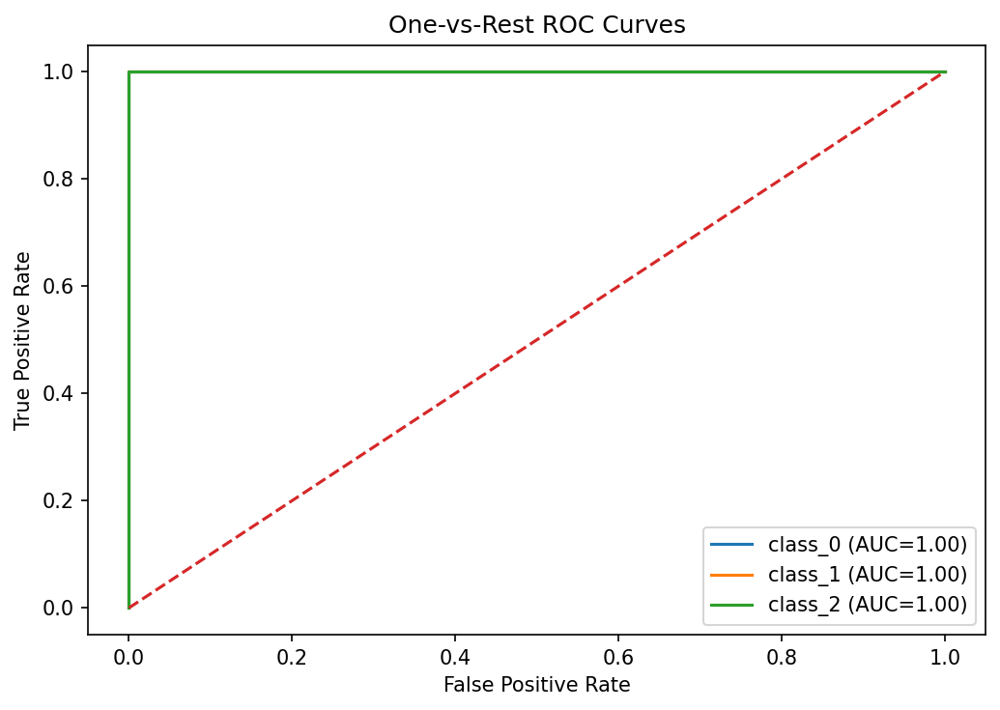 One-vs-Rest ROC Curves
True Positive Rate
1.0
0.8
0.6
0.4
0.2
0.0
class_0 (AUC=1.00)
class_1 (AUC=1.00)
class_2 (AUC=1.00)
0.0 0.2 0.4 0.6 0.8 1.0
False Positive Rate